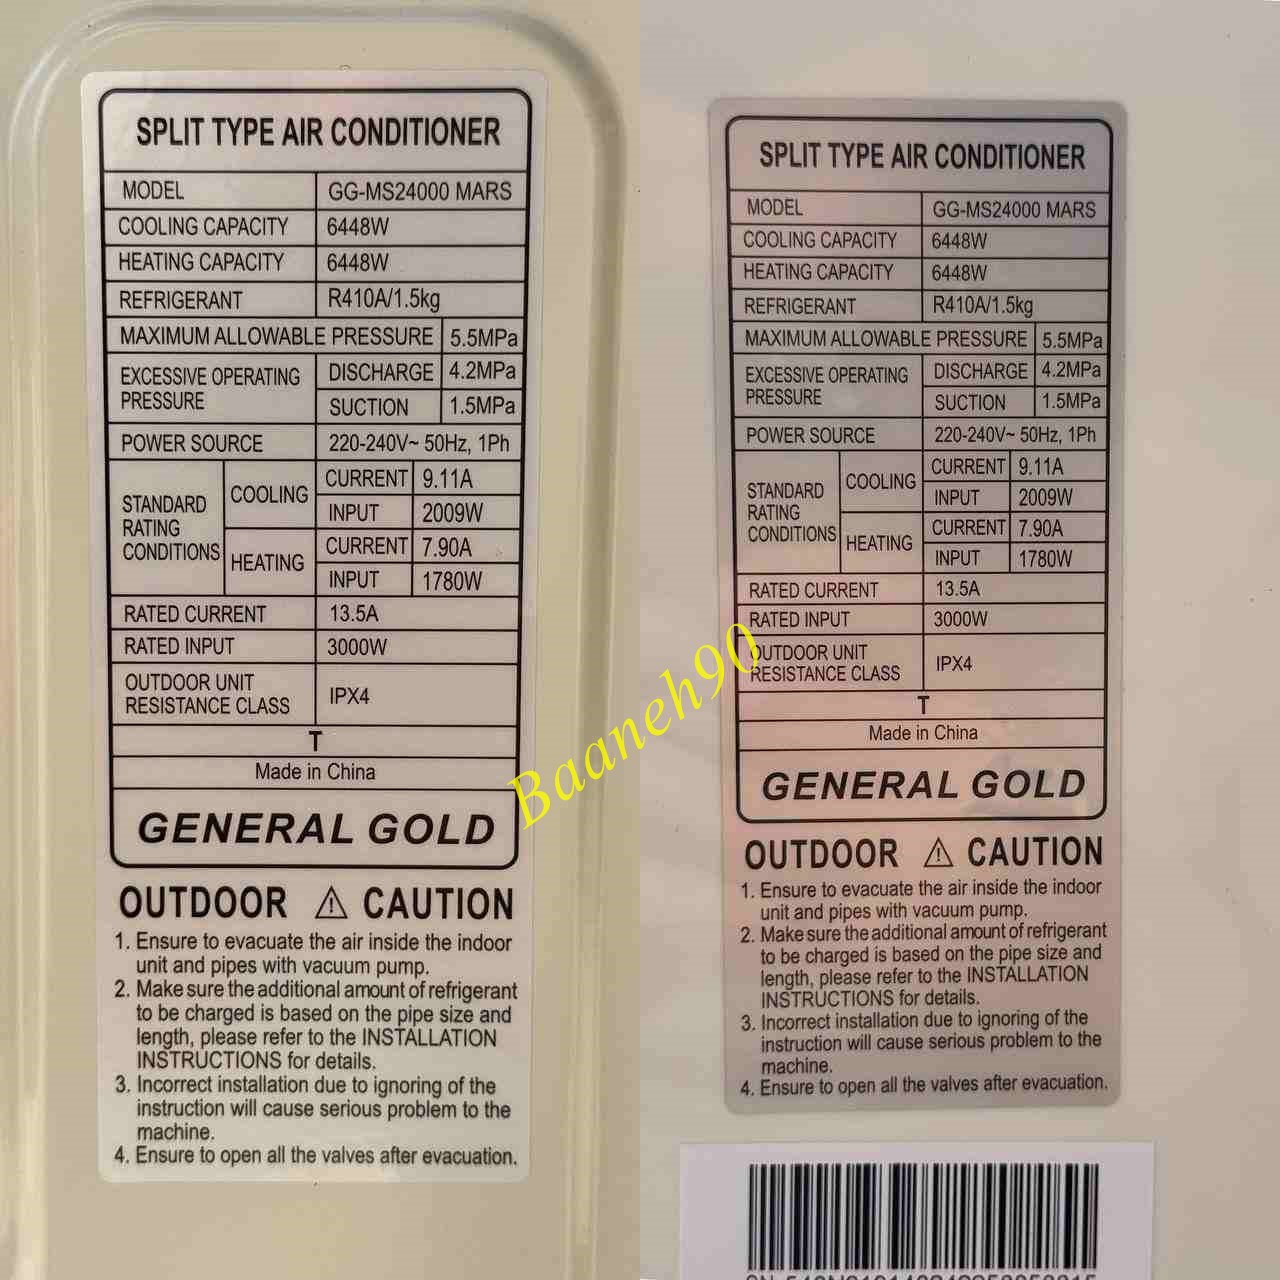 SPLIT TYPE AIR CONDITIONER
MODEL GG-MS24000 MARS
COOLING CAPACITY 6448W
HEATING CAPACITY 6448W
REFRIGERANT R410A/1.5kg
MAXIMUM ALLOWABLE PRESSURE 5.5MPa
EXCESSIVE OPERATING PRESSURE
DISCHARGE 4.2MPa
SUCTION 1.5MPa
POWER SOURCE 220-240V~ 50Hz, 1Ph
STANDARD RATING CONDITIONS
COOLING
CURRENT 9.11A
INPUT 2009W
HEATING
CURRENT 7.90A
INPUT 1780W
RATED CURRENT 13.5A
RATED INPUT 3000W
OUTDOOR UNIT
RESISTANCE CLASS IPX4
T
Made in China
GENERAL GOLD
OUTDOOR ⚠ CAUTION
1. Ensure to evacuate the air inside the indoor
unit and pipes with vacuum pump.
2. Make sure the additional amount of refrigerant
to be charged is based on the pipe size and
length, please refer to the INSTALLATION
INSTRUCTIONS for details.
3. Incorrect installation due to ignoring of the
instruction will cause serious problem to the
machine.
4. Ensure to open all the valves after evacuation.
Baaneh90
SPLIT TYPE AIR CONDITIONER
MODEL GG-MS24000 MARS
COOLING CAPACITY 6448W
HEATING CAPACITY 6448W
REFRIGERANT R410A/1.5kg
MAXIMUM ALLOWABLE PRESSURE 5.5MPa
EXCESSIVE OPERATING PRESSURE
DISCHARGE 4.2MPa
SUCTION 1.5MPa
POWER SOURCE 220-240V~ 50Hz, 1Ph
STANDARD RATING CONDITIONS
COOLING
CURRENT 9.11A
INPUT 2009W
HEATING
CURRENT 7.90A
INPUT 1780W
RATED CURRENT 13.5A
RATED INPUT 3000W
OUTDOOR UNIT
RESISTANCE CLASS IPX4
T
Made in China
GENERAL GOLD
OUTDOOR ⚠ CAUTION
1. Ensure to evacuate the air inside the indoor
unit and pipes with vacuum pump.
2. Make sure the additional amount of refrigerant
to be charged is based on the pipe size and
length, please refer to the INSTALLATION
INSTRUCTIONS for details.
3. Incorrect installation due to ignoring of the
instruction will cause serious problem to the
machine.
4. Ensure to open all the valves after evacuation.